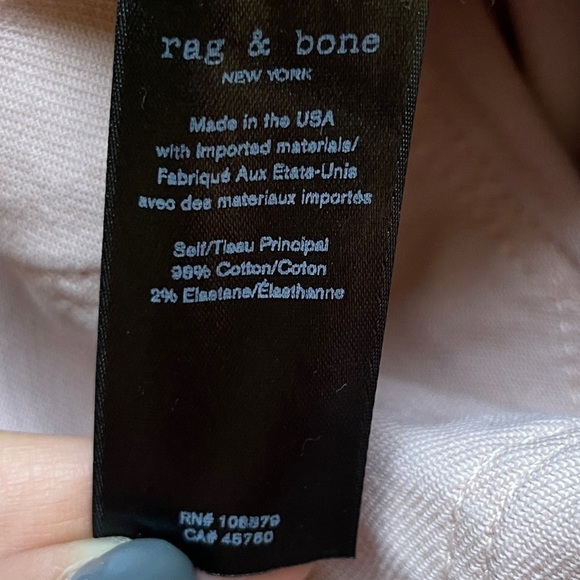 rag & bone
NEW YORK
Made in the USA
with imported materials/
Fabriqué Aux Etats-Unis
avec des materiaux importés
Self/Tissu Principal
98% Cotton/Coton
2% Elastane/Élasthanne
RN# 108879
CA# 45760